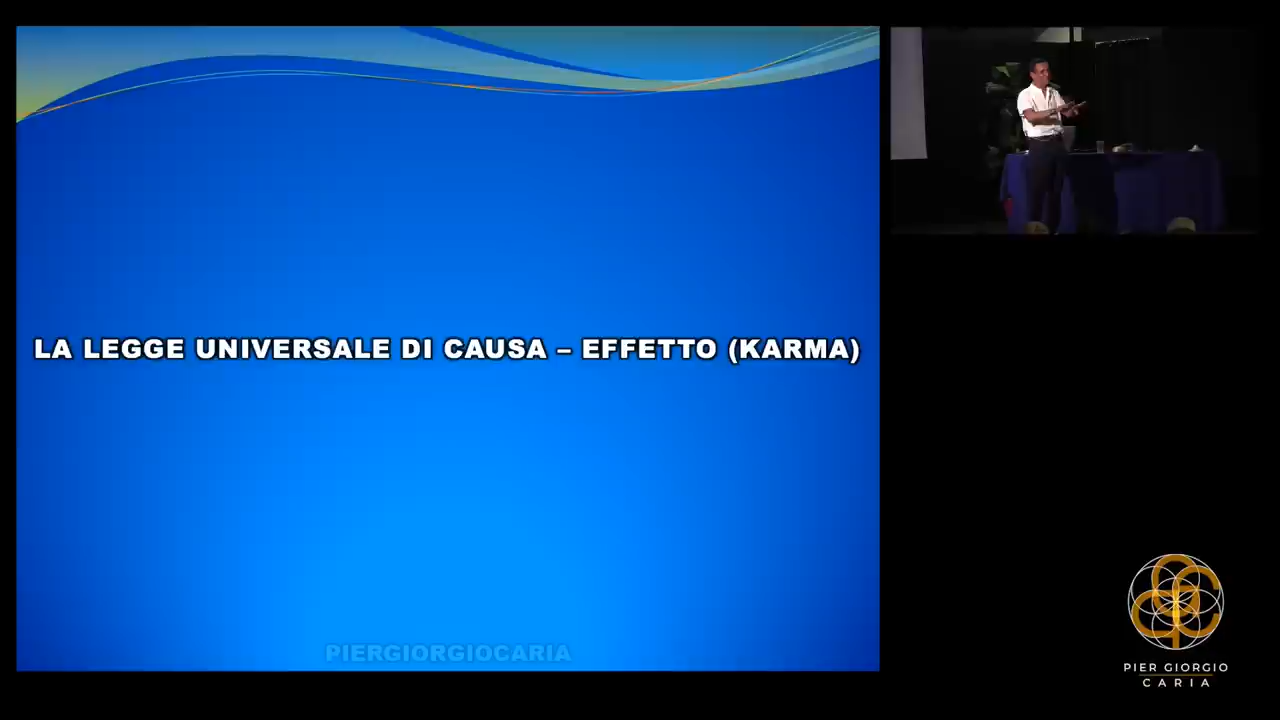 LA LEGGE UNIVERSALE DI CAUSA – EFFETTO (KARMA)
PIERGIORGIOCARIA
PIER GIORGIO
CARIA